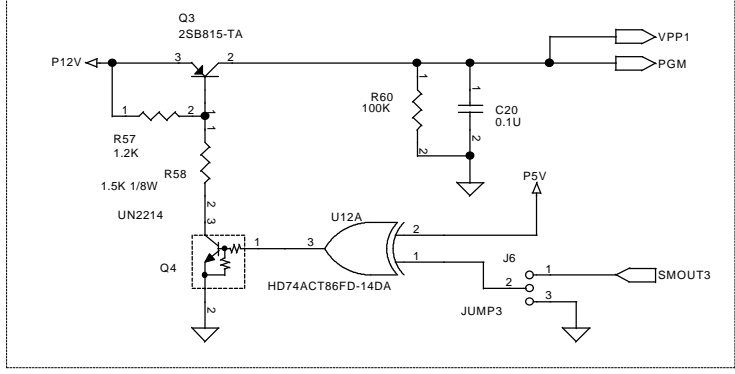 Q3
2SB815-TA
P12V
3
2
VPP1
PGM
1
2
R57
1.2K
1
1
R58
1.5K 1/8W
2
3
UN2214
Q4
2
1
3
U12A
HD74ACT86FD-14DA
2
1
R60
100K
1
2
C20
0.1U
1
2
P5V
J6
1
2
3
JUMP3
SMOUT3